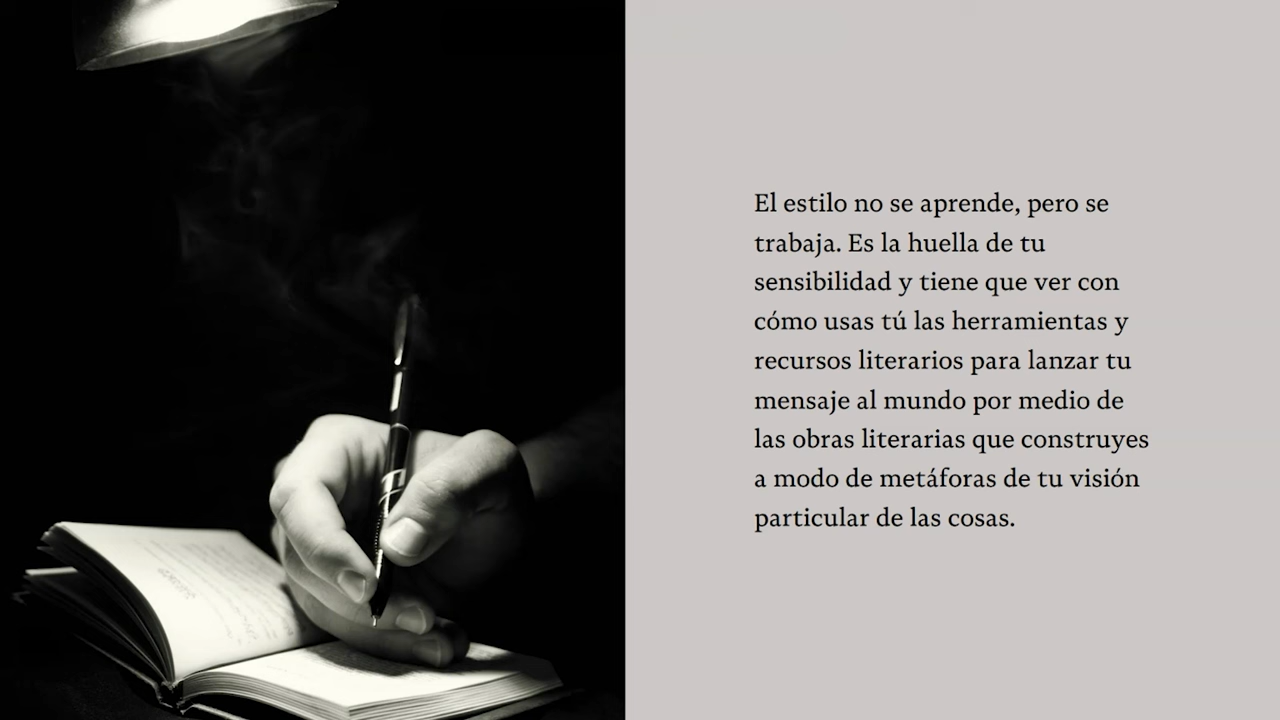 El estilo no se aprende, pero se
trabaja. Es la huella de tu
sensibilidad y tiene que ver con
cómo usas tú las herramientas y
recursos literarios para lanzar tu
mensaje al mundo por medio de
las obras literarias que construyes
a modo de metáforas de tu visión
particular de las cosas.